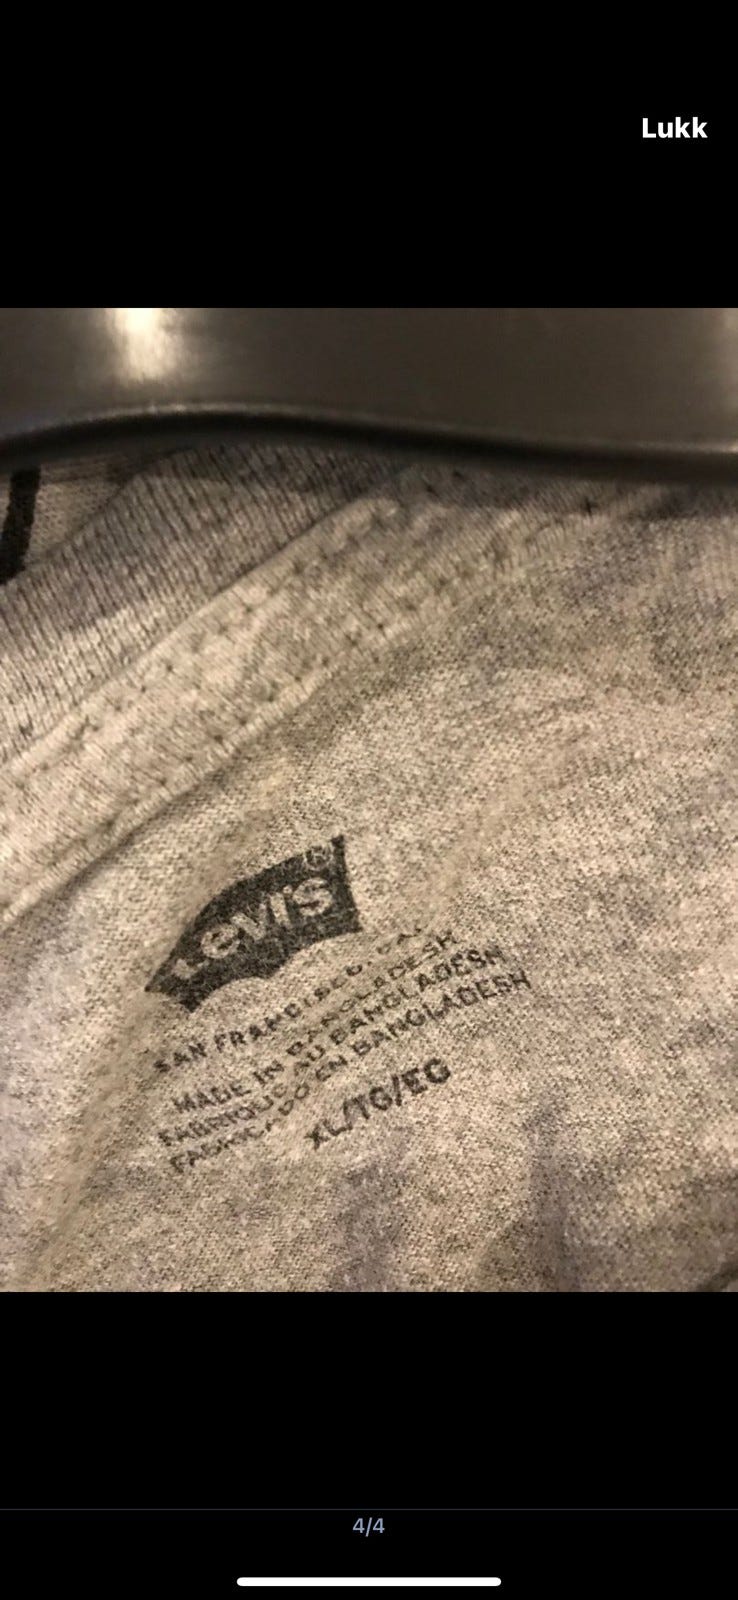 Lukk
Levi's
®
SAN FRANCISCO, CAL
MADE IN BANGLADESH
FABRIQUÉ AU BANGLADESH
FABRICADO EN BANGLADESH
XL/TG/EG
4/4